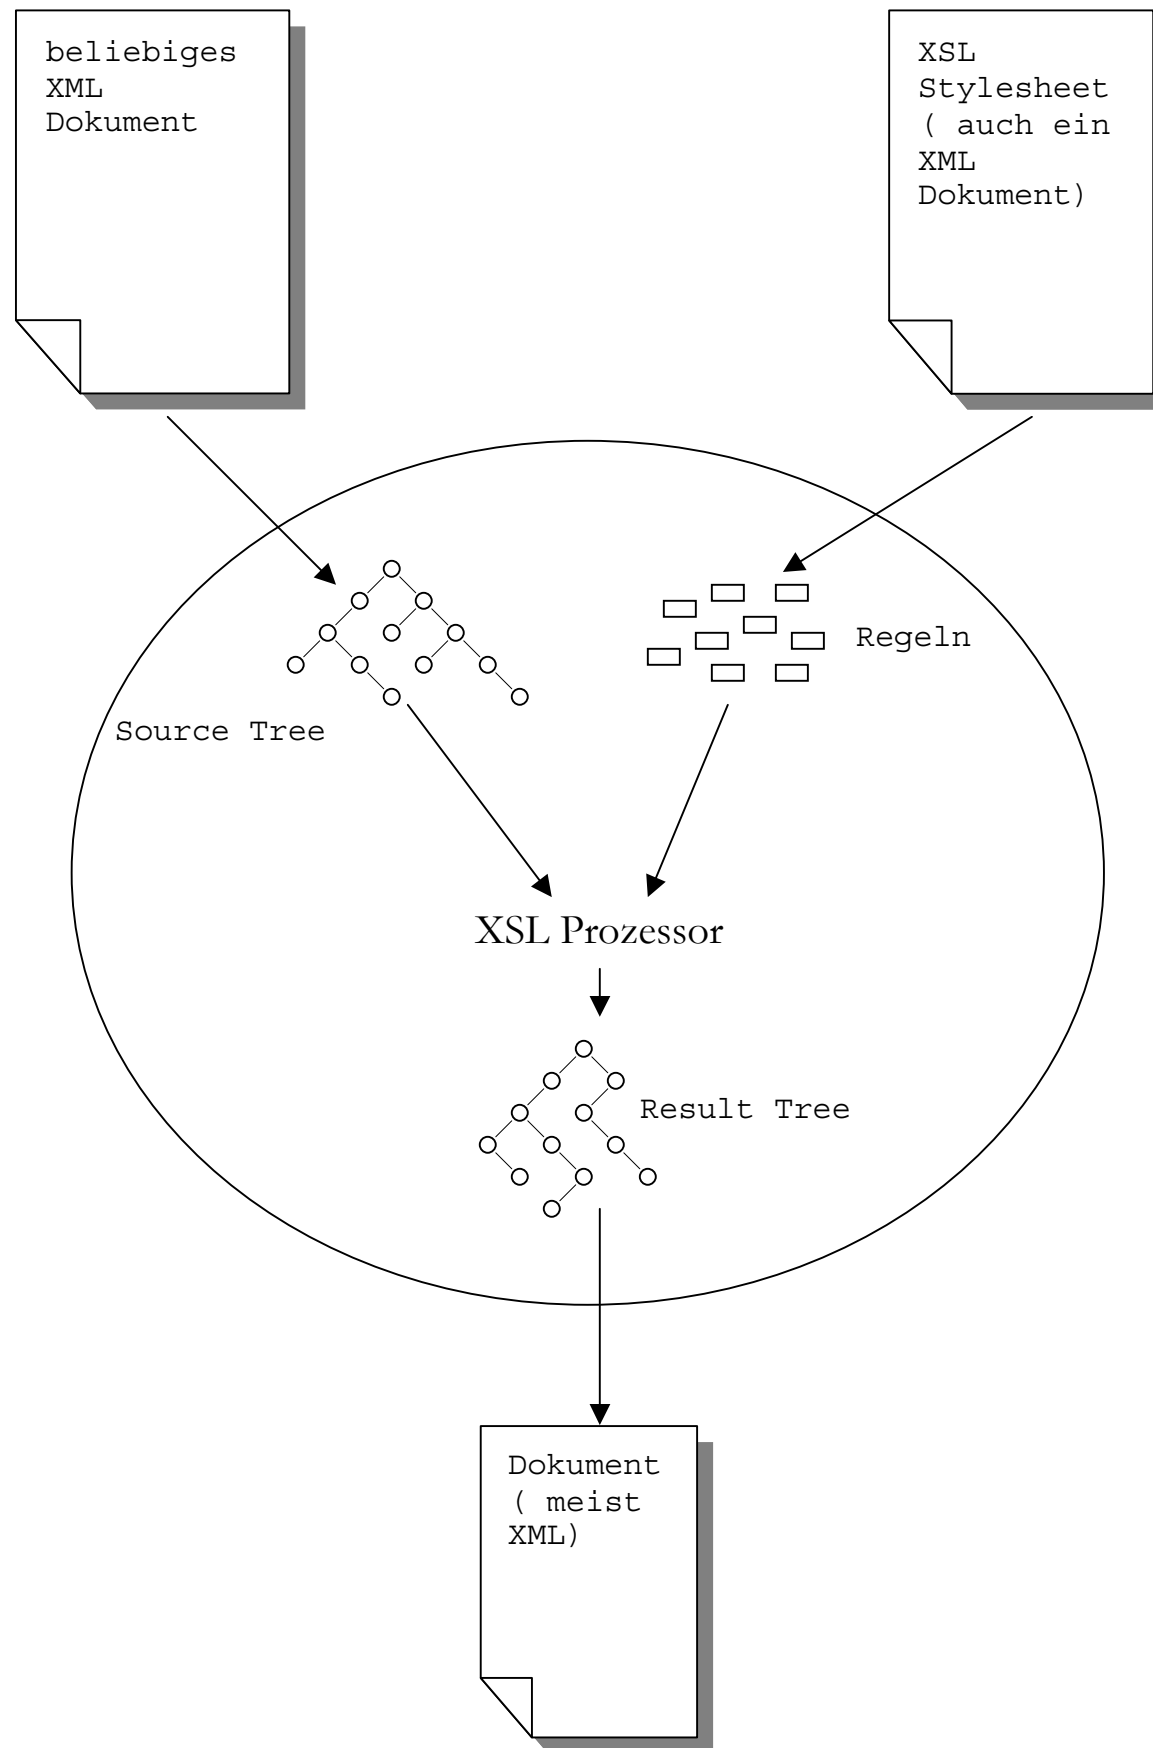 beliebiges
XML
Dokument
XSL
Stylesheet
( auch ein
XML
Dokument)
Regeln
Source Tree
XSL Prozessor
Result Tree
Dokument
( meist
XML)